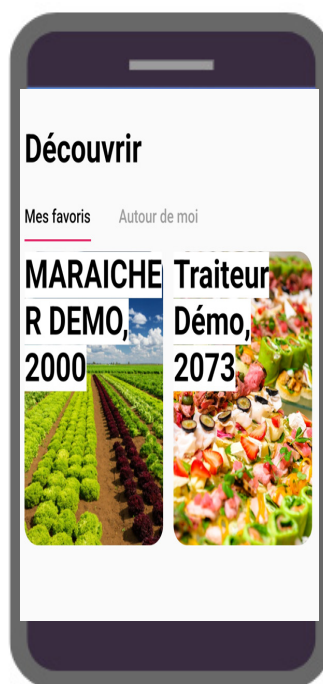 Découvrir
Mes favoris Autour de moi
MARAICHE
R DEMO,
2000
Traiteur
Démo,
2073